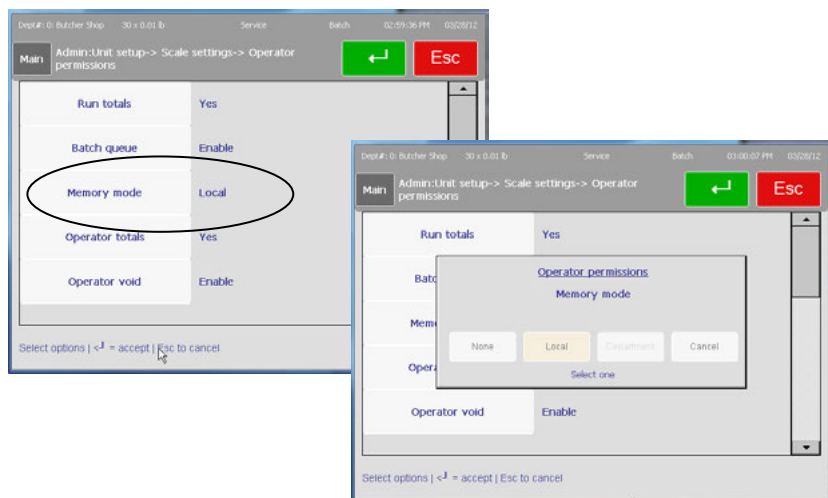 Dept#: 0: Butcher Shop 30 x 0.01 lb Service Batch 02:59:36 PM 03/28/12
Main Admin:Unit setup-> Scale settings-> Operator permissions Esc
Run totals Yes
Batch queue Enable
Memory mode Local
Operator totals Yes
Operator void Enable
Select options | <┘ = accept | Esc to cancel
Dept#: 0: Butcher Shop 30 x 0.01 lb Service Batch 03:00:07 PM 03/28/12
Main Admin:Unit setup-> Scale settings-> Operator permissions Esc
Run totals Yes
Batc
Operator permissions
Memory mode
Mem
None Local Department Cancel
Opera
Select one
Operator void Enable
Select options | <┘ = accept | Esc to cancel